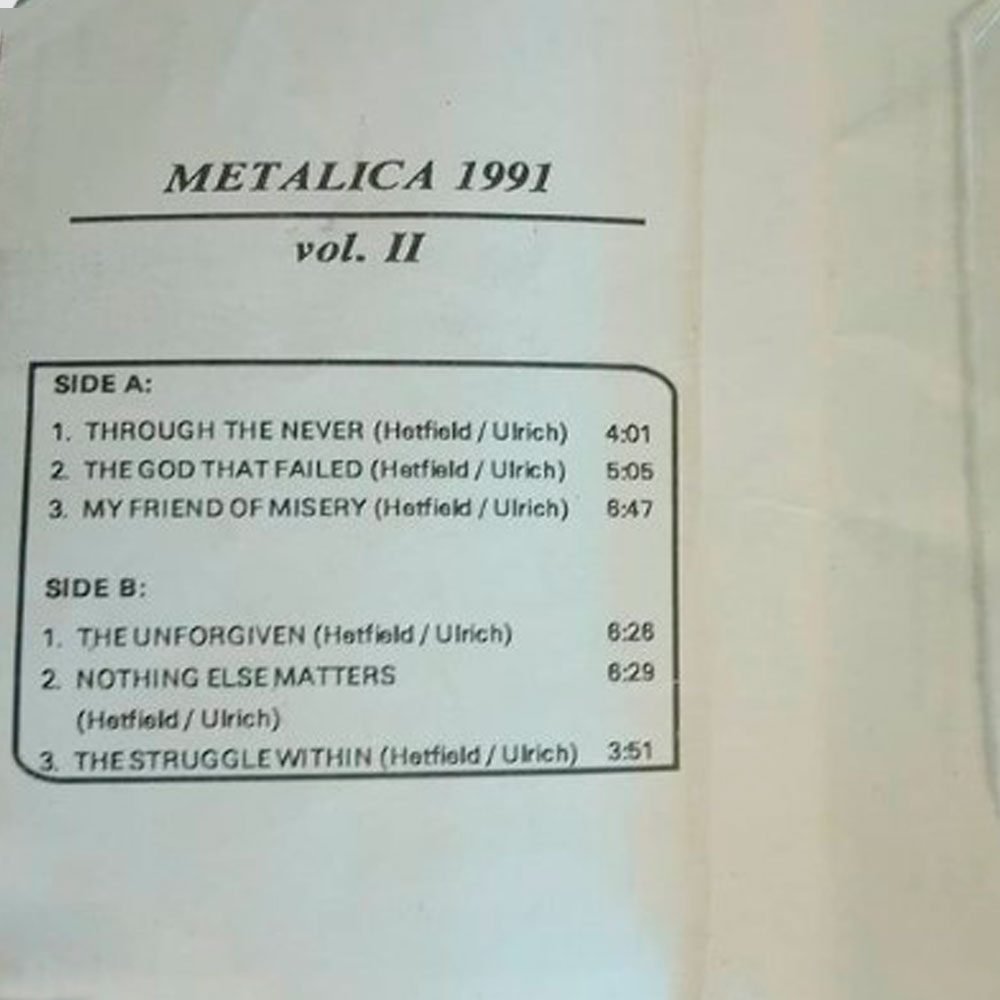 METALICA 1991
vol. II
SIDE A:
1. THROUGH THE NEVER (Hetfield / Ulrich) 4:01
2. THE GOD THAT FAILED (Hetfield / Ulrich) 5:05
3. MY FRIEND OF MISERY (Hetfield / Ulrich) 6:47
SIDE B:
1. THE UNFORGIVEN (Hetfield / Ulrich) 6:26
2. NOTHING ELSE MATTERS 6:29
(Hetfield / Ulrich)
3. THE STRUGGLE WITHIN (Hetfield / Ulrich) 3:51